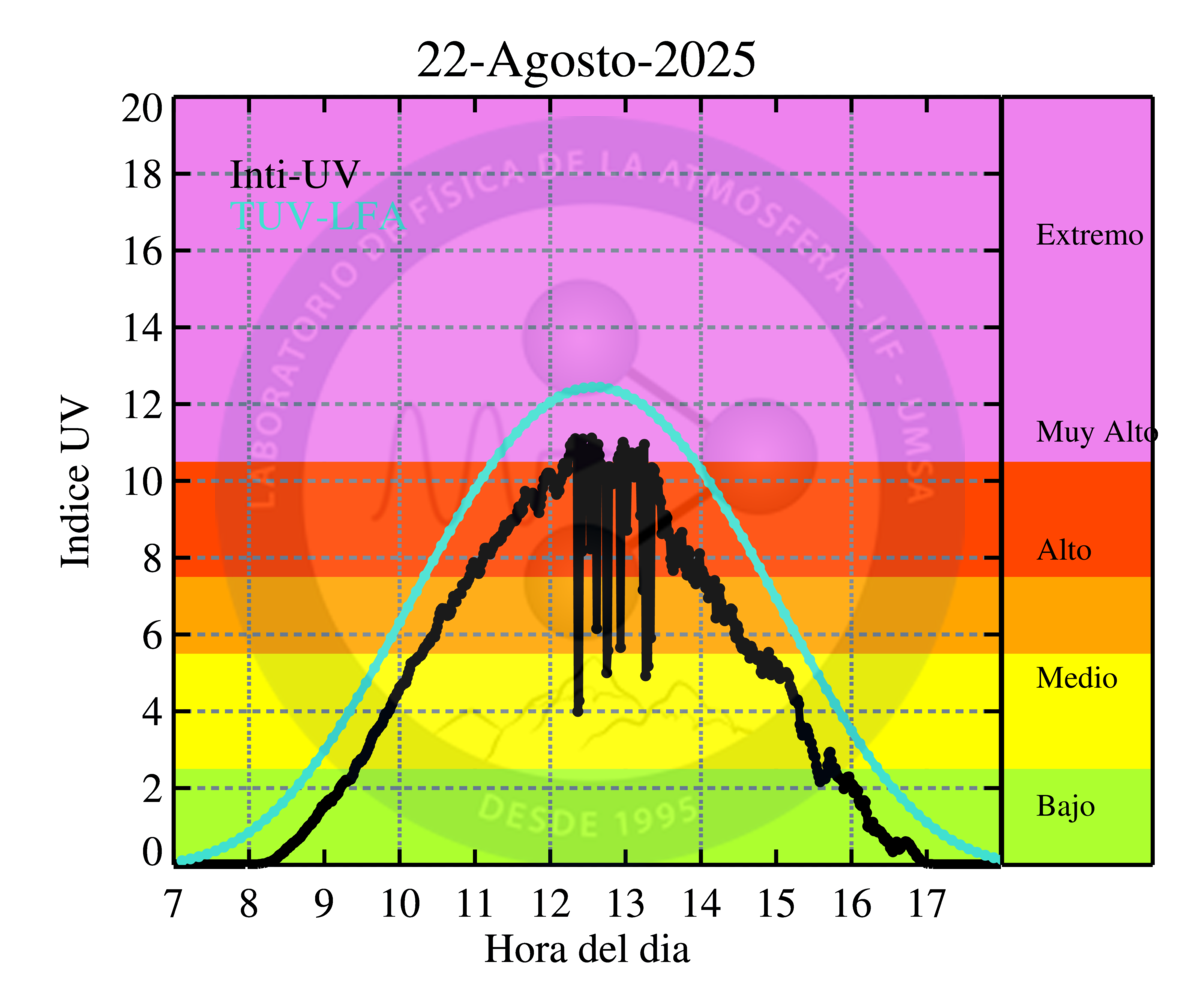 22-Agosto-2025
20
18
16
14
12
10
8
6
4
2
0
Indice UV
Inti-UV
TUV-LFA
LABORATORIO DE FÍSICA DE LA ATMÓSFERA - IIF - UMSA
DESDE 1995
Extremo
Muy Alto
Alto
Medio
Bajo
7 8 9 10 11 12 13 14 15 16 17
Hora del dia